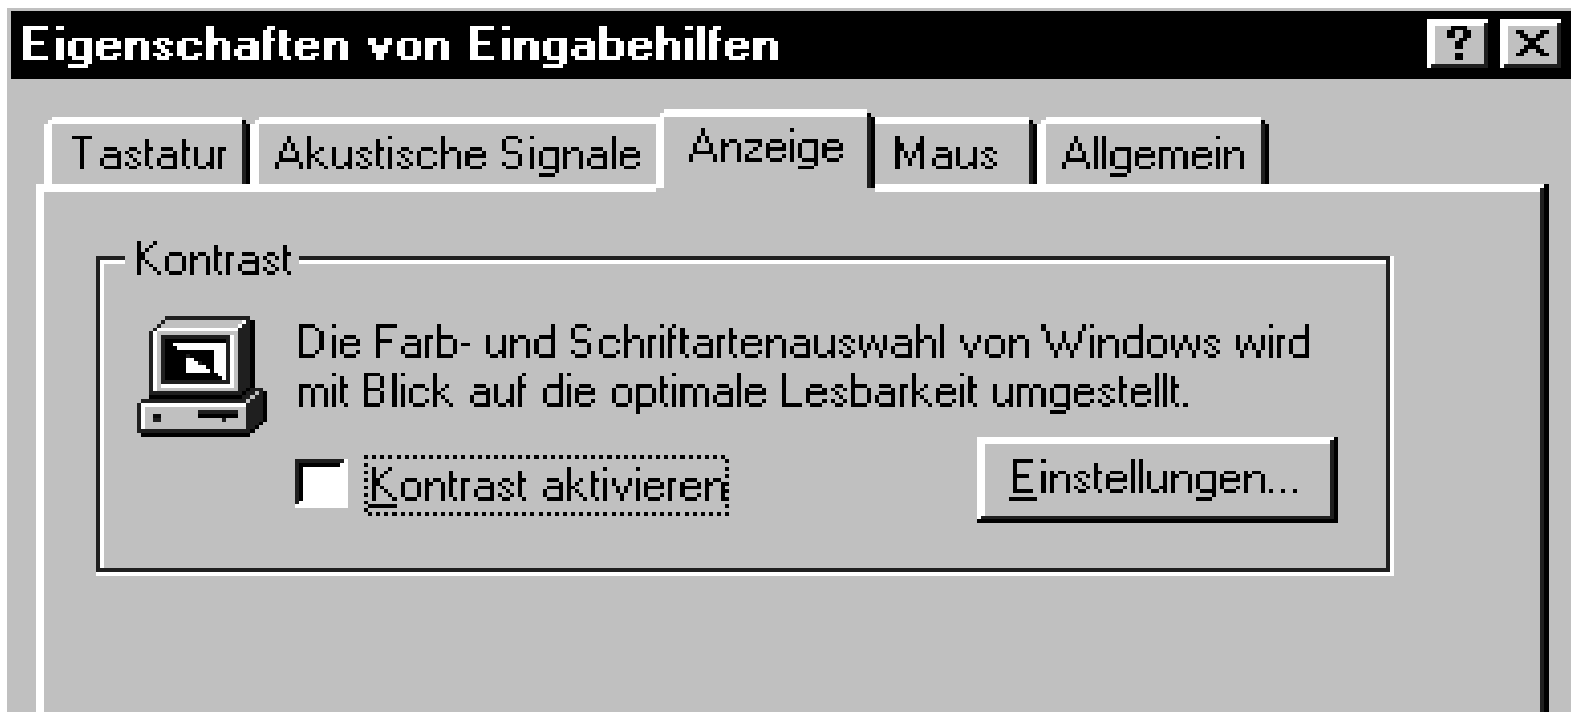 Eigenschaften von Eingabehilfen ?
Tastatur Akustische Signale Anzeige Maus Allgemein
Kontrast
Die Farb- und Schriftartenauswahl von Windows wird
mit Blick auf die optimale Lesbarkeit umgestellt.
Kontrast aktivieren Einstellungen...